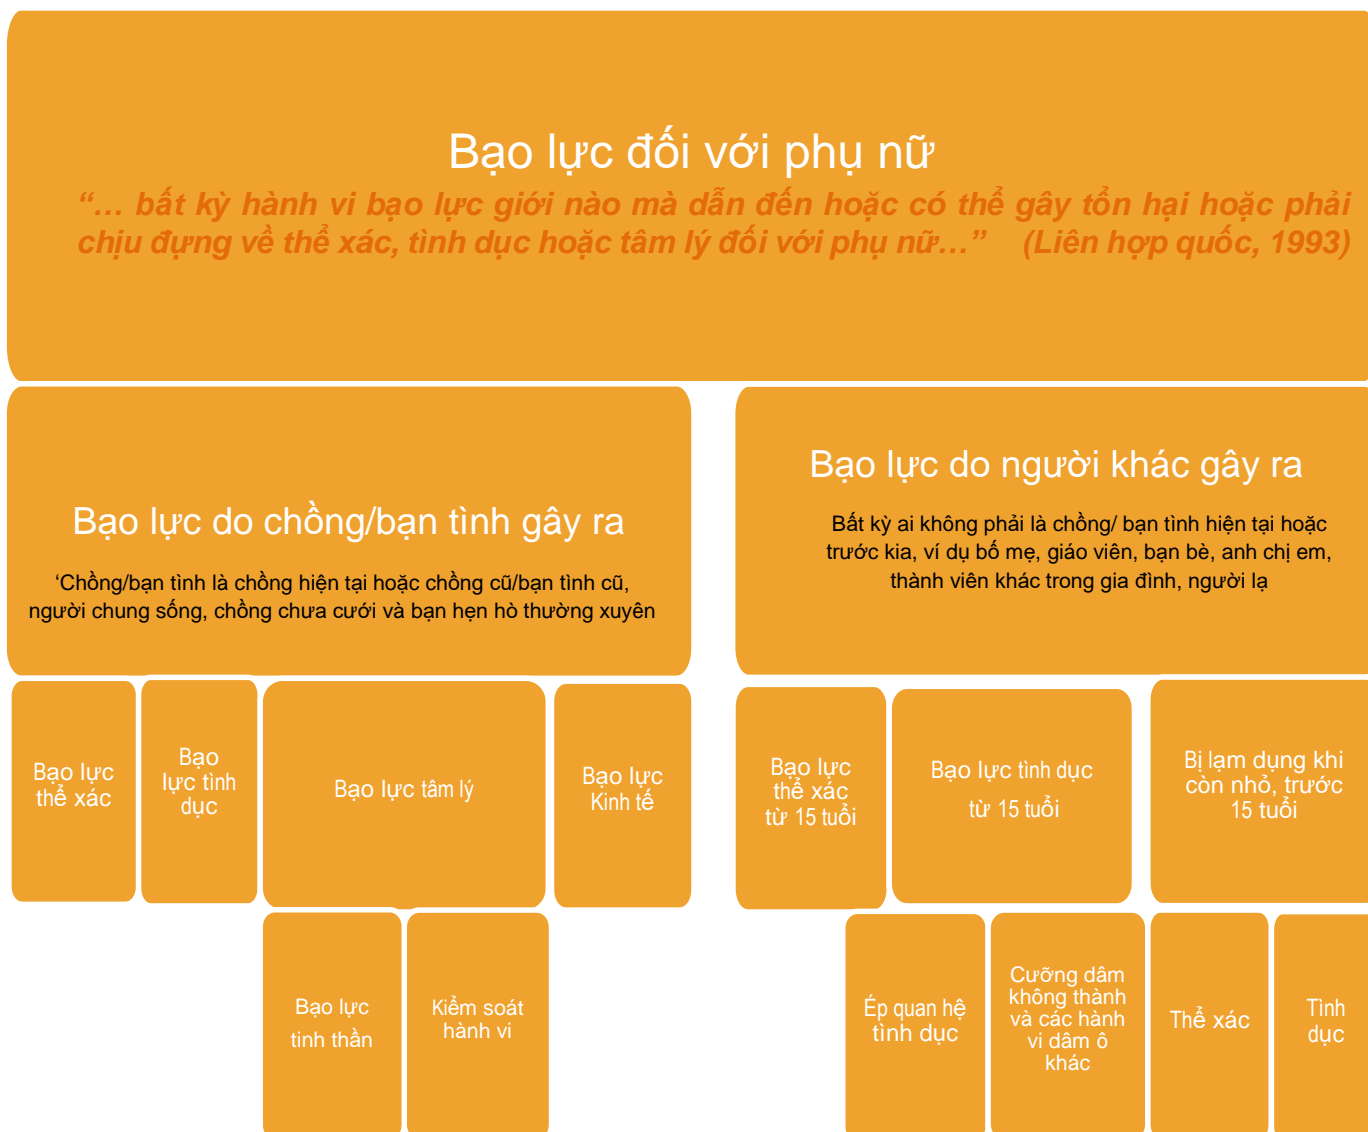 Bạo lực đối với phụ nữ
“… bất kỳ hành vi bạo lực giới nào mà dẫn đến hoặc có thể gây tổn hại hoặc phải
chịu đựng về thể xác, tình dục hoặc tâm lý đối với phụ nữ…” (Liên hợp quốc, 1993)
Bạo lực do chồng/bạn tình gây ra
‘Chồng/bạn tình là chồng hiện tại hoặc chồng cũ/bạn tình cũ,
người chung sống, chồng chưa cưới và bạn hẹn hò thường xuyên
Bạo lực do người khác gây ra
Bất kỳ ai không phải là chồng/ bạn tình hiện tại hoặc
trước kia, ví dụ bố mẹ, giáo viên, bạn bè, anh chị em,
thành viên khác trong gia đình, người lạ
Bạo lực
thể xác
Bạo
lực tình
dục
Bạo lực tâm lý
Bạo lực
Kinh tế
Bạo lực
thể xác
từ 15 tuổi
Bạo lực tình dục
từ 15 tuổi
Bị lạm dụng khi
còn nhỏ, trước
15 tuổi
Bạo lực
tinh thần
Kiểm soát
hành vi
Ép quan hệ
tình dục
Cưỡng dâm
không thành
và các hành
vi dâm ô
khác
Thể xác
Tình
dục